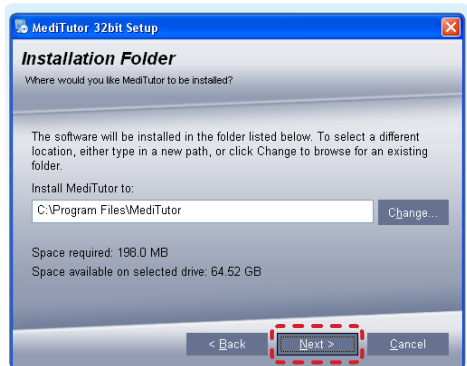 MediTutor 32bit Setup
Installation Folder
Where would you like MediTutor to be installed?
The software will be installed in the folder listed below. To select a different
location, either type in a new path, or click Change to browse for an existing
folder.
Install MediTutor to:
C:\Program Files\MediTutor
Change...
Space required: 198.0 MB
Space available on selected drive: 64.52 GB
< Back Next > Cancel